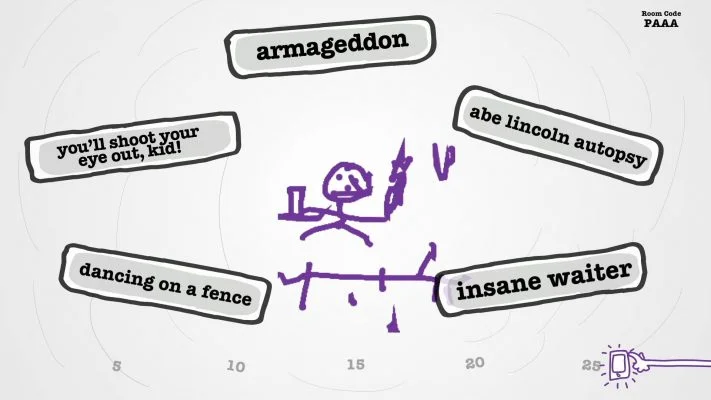 Room Code
PAAA
armageddon
abe lincoln autopsy
you'll shoot your
eye out, kid!
dancing on a fence
insane waiter
5
10
15
20
25